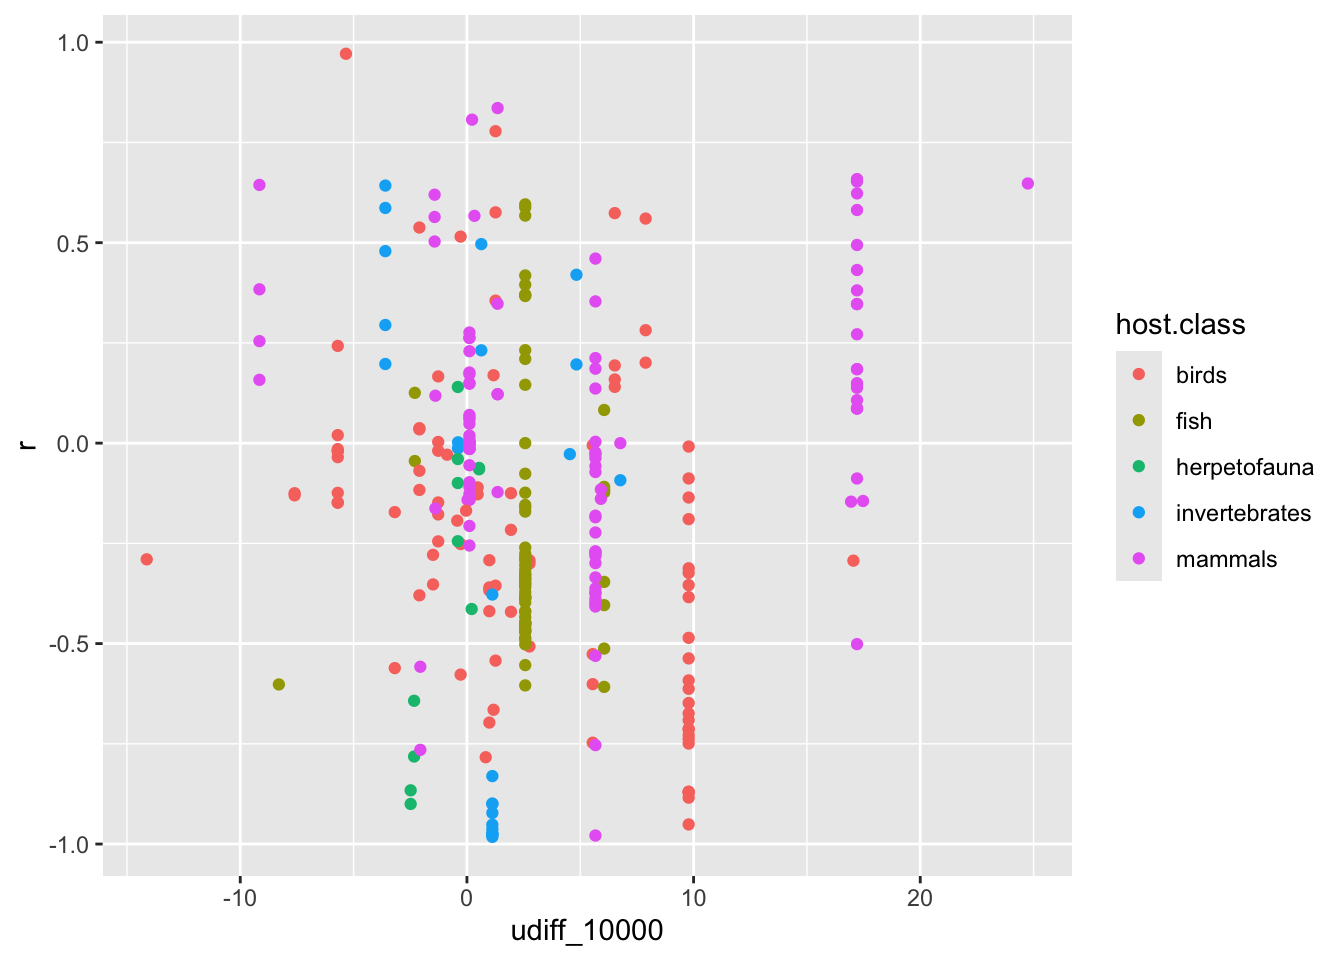 1.0
0.5
0.0
-0.5
-1.0
r
-10 0 10 20
udiff_10000
host.class
birds
fish
herpetofauna
invertebrates
mammals